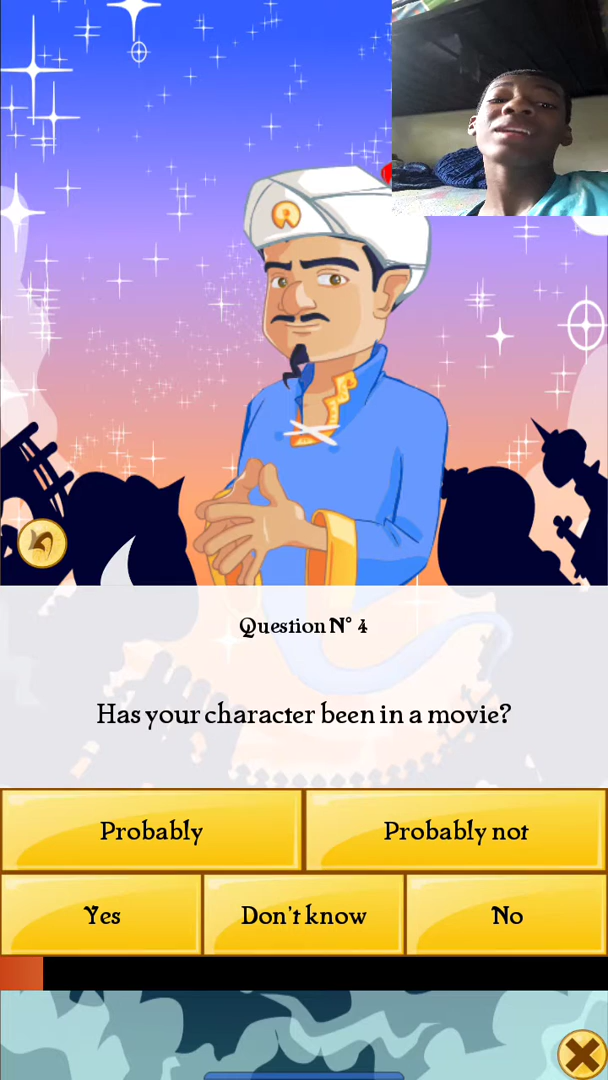 Question N° 4
Has your character been in a movie?
Probably
Probably not
Yes
Don't know
No